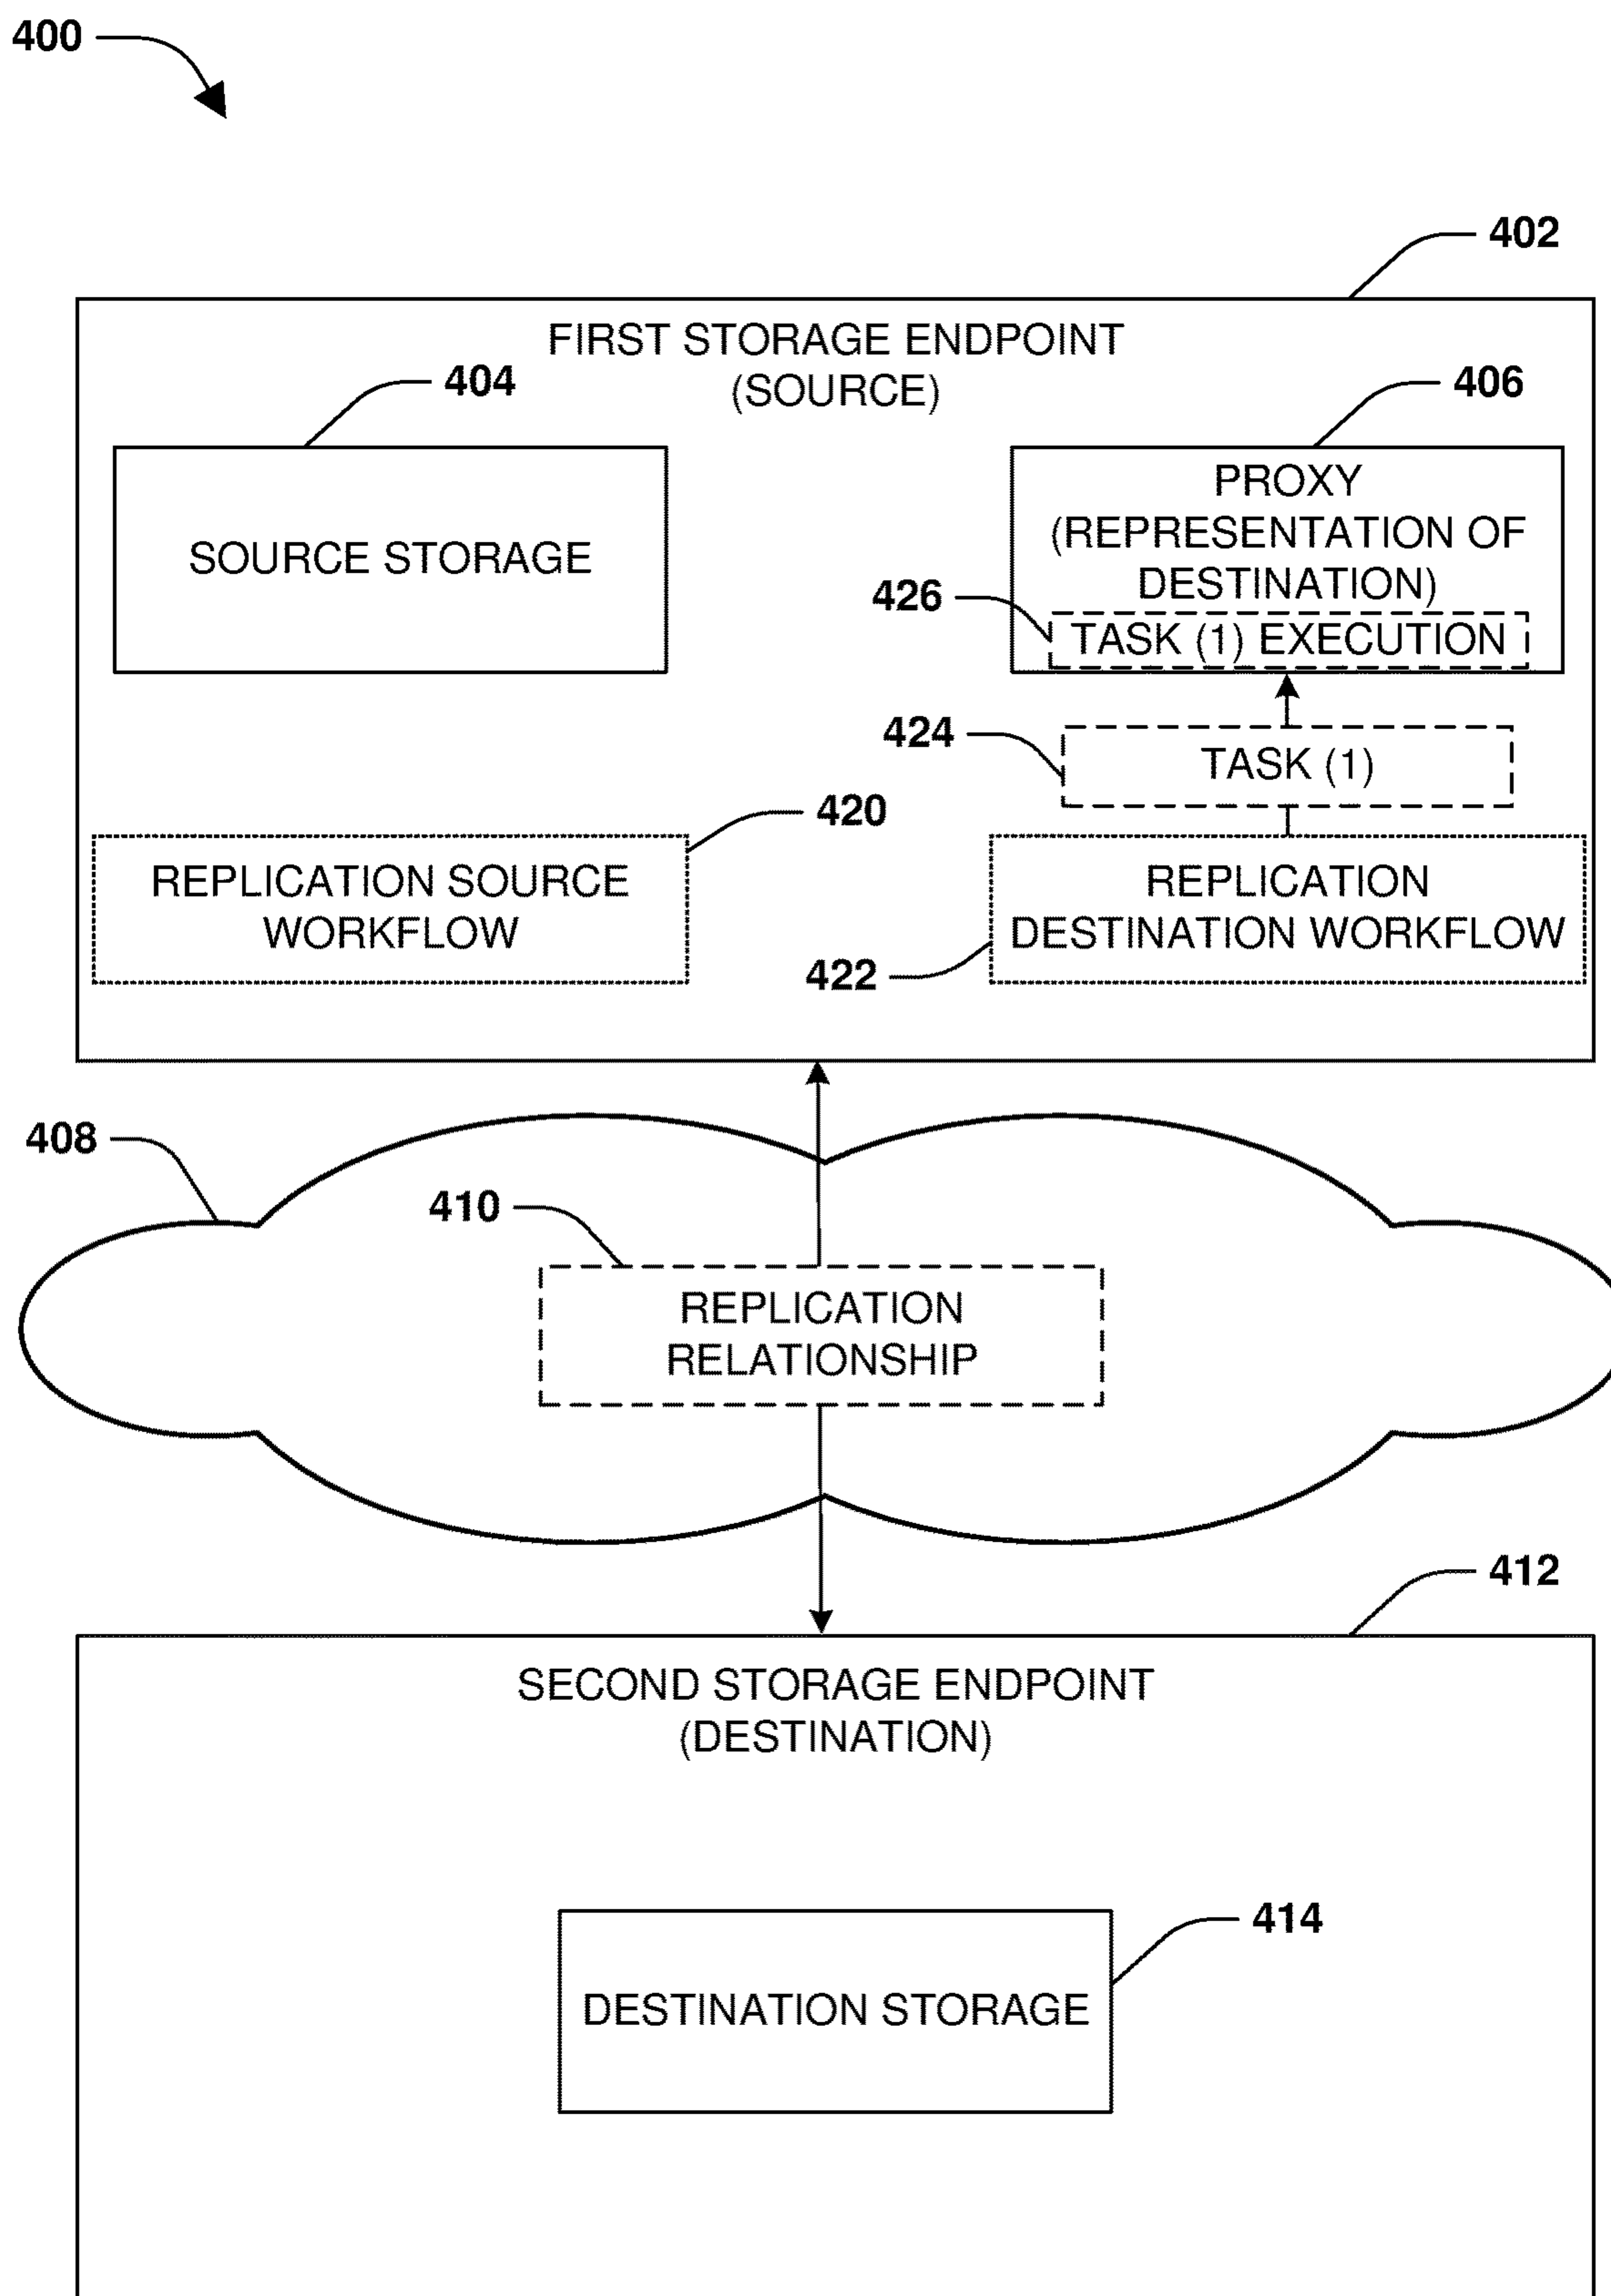 400
402
FIRST STORAGE ENDPOINT
(SOURCE)
404
406
SOURCE STORAGE
PROXY
(REPRESENTATION OF
DESTINATION)
426
TASK (1) EXECUTION
424
TASK (1)
420
REPLICATION SOURCE
WORKFLOW
REPLICATION
DESTINATION WORKFLOW
422
408
410
REPLICATION
RELATIONSHIP
412
SECOND STORAGE ENDPOINT
(DESTINATION)
414
DESTINATION STORAGE